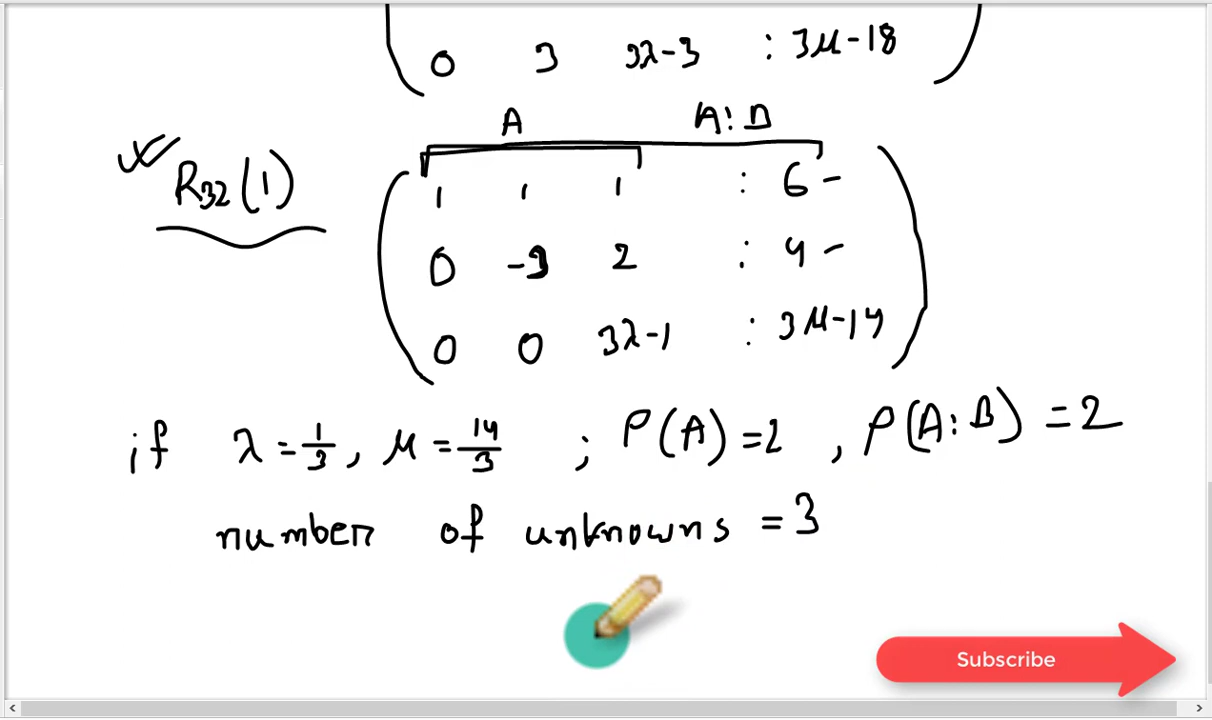 0 3 3λ-3 : 3μ-18
A A:B
R32(1)
1 1 1 : 6 -
0 -3 2 : 4 -
0 0 3λ-1 : 3μ-14
if λ = 1/3, μ = 14/3 ; ρ(A) = 2 , ρ(A:B) = 2
number of unknowns = 3
Subscribe